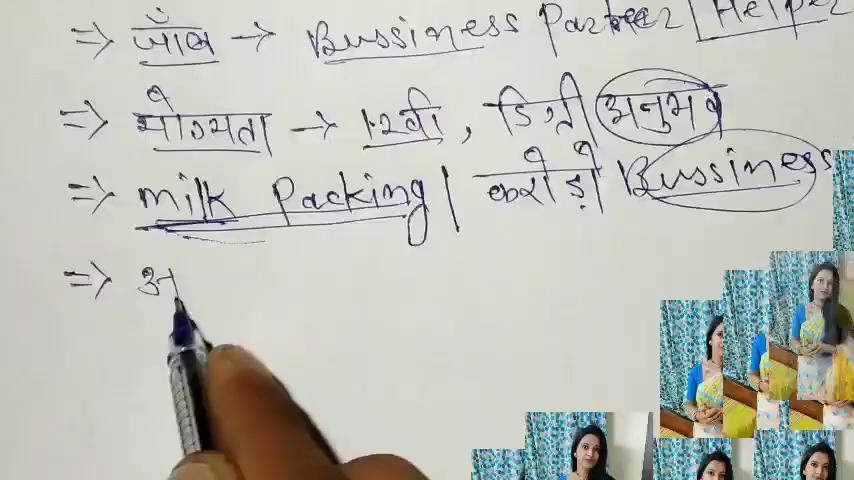 => जॉब → Bussiness Partner | Helper
=> योग्यता → 12वी, डिग्री अनुभव
=> milk Packing | करोड़ो Bussiness
=> अ